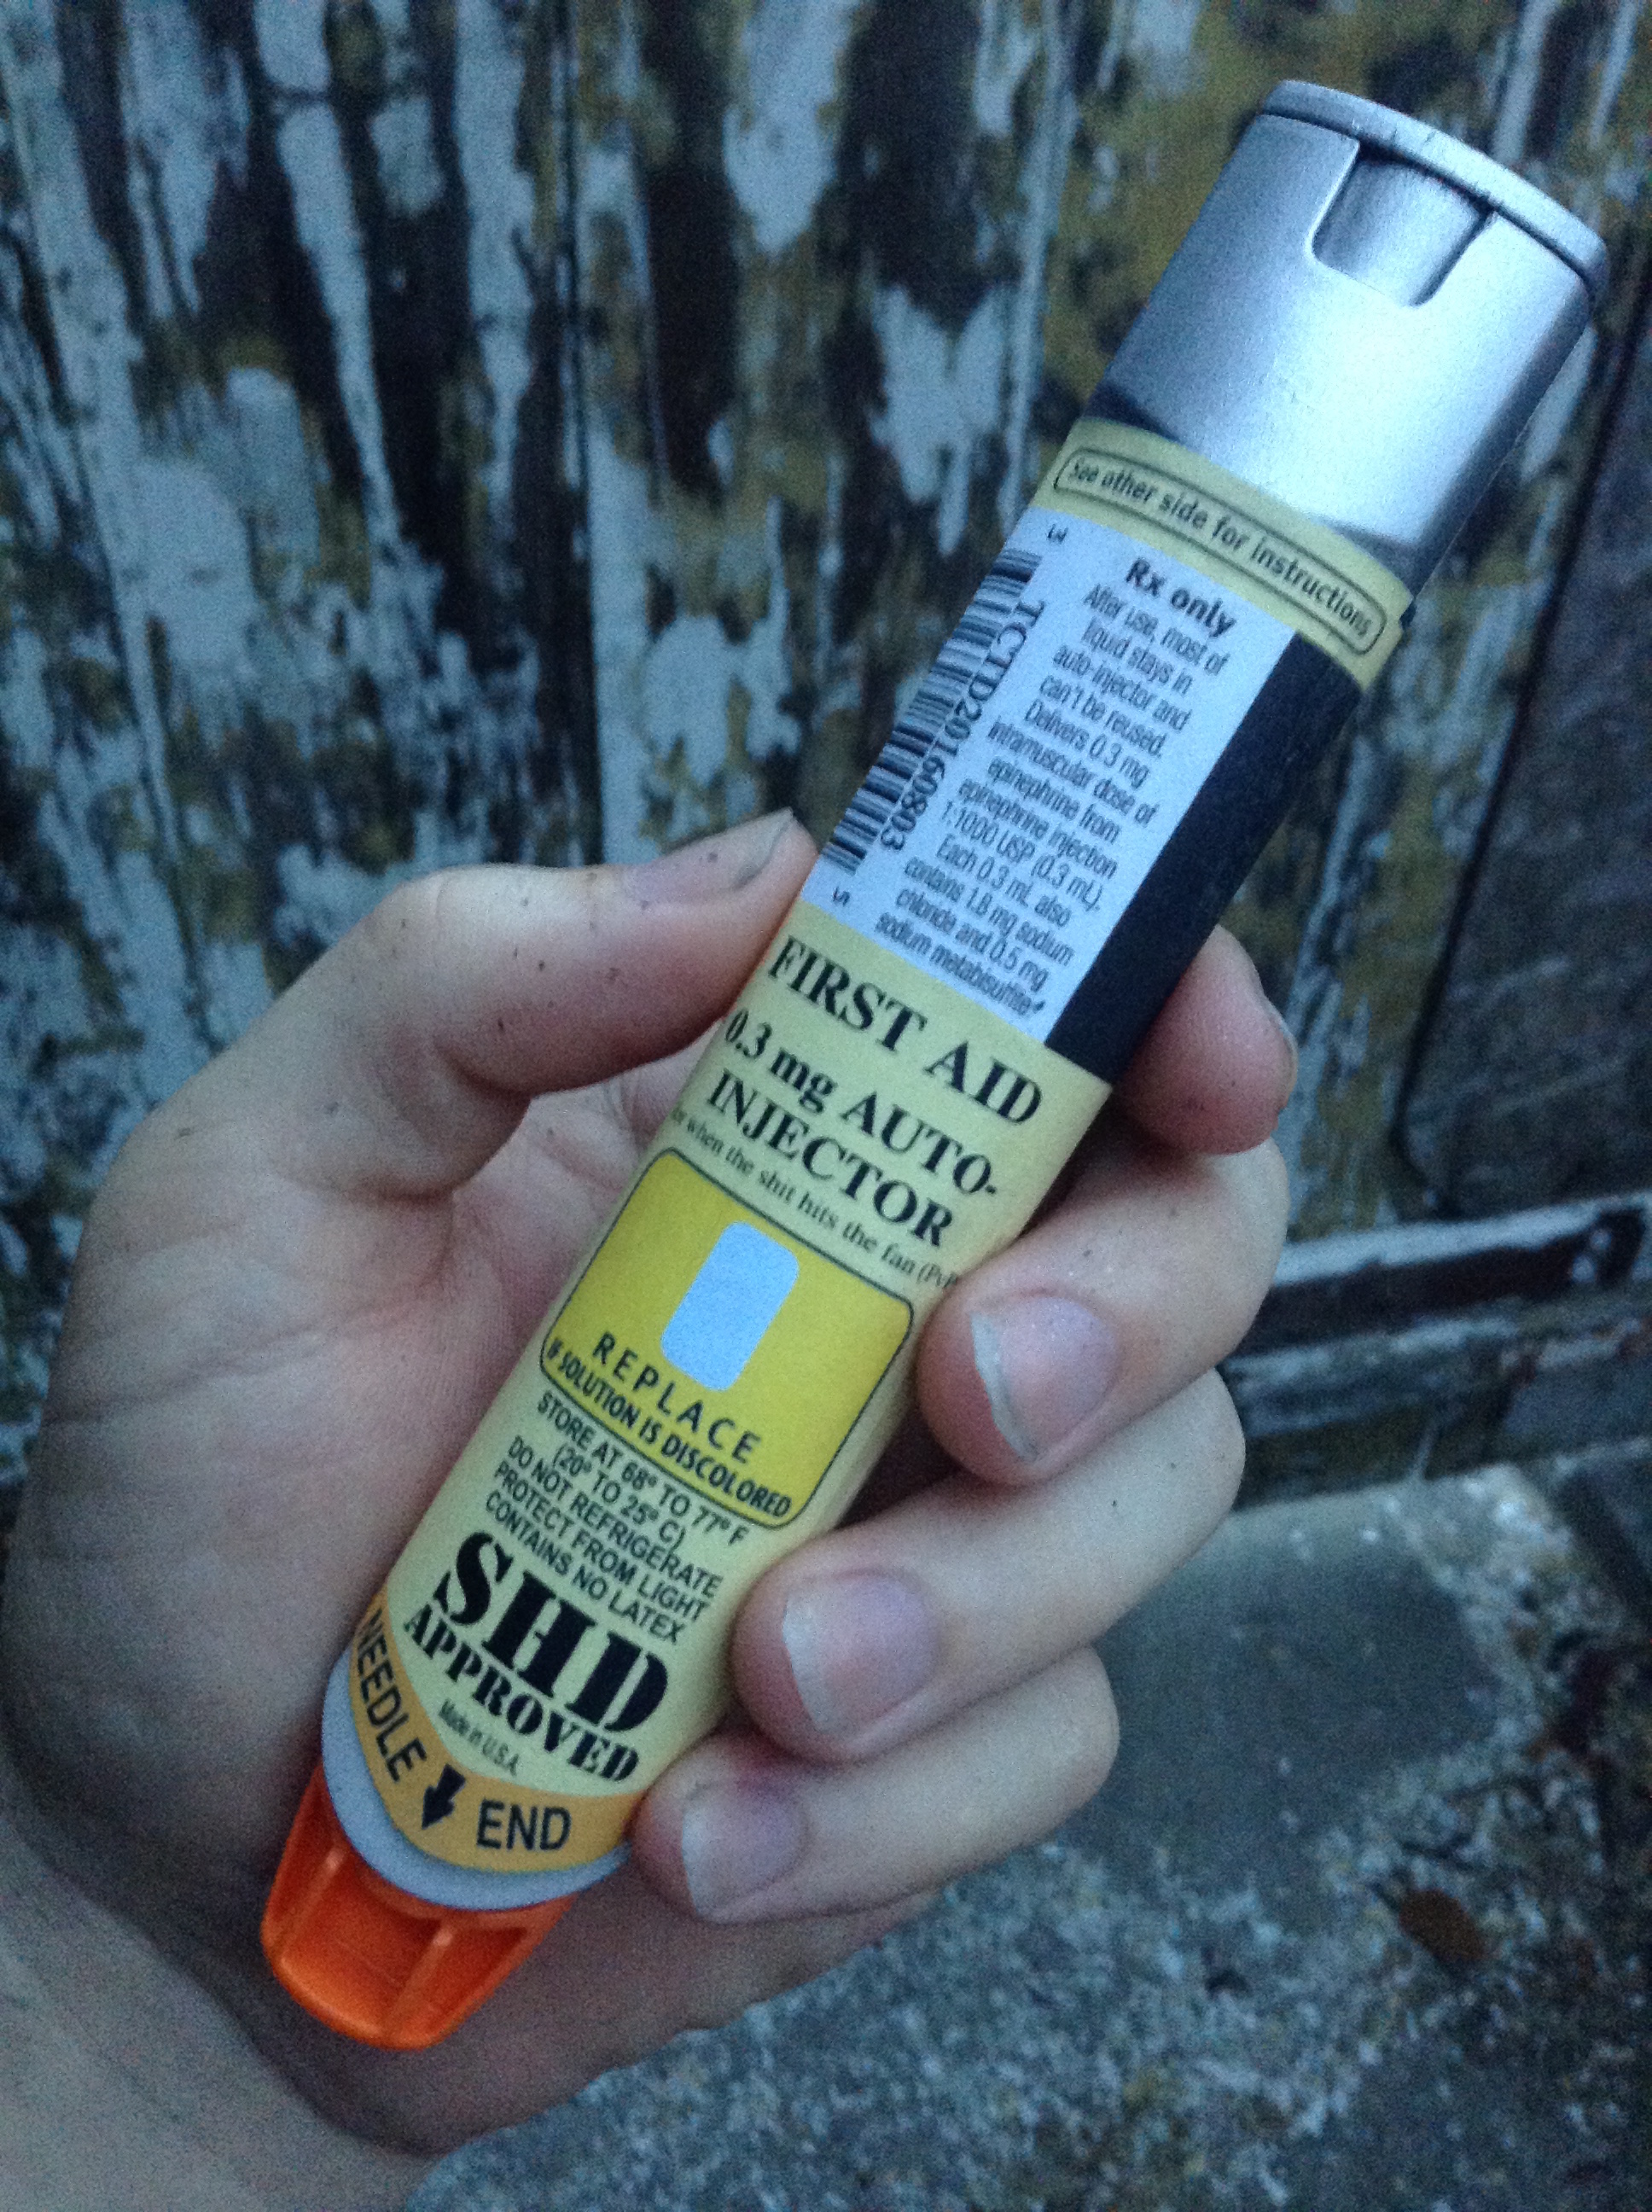 See other side for instructions
Rx only
After use, most of
liquid stays in
auto-injector and
can't be reused.
Delivers 0.3 mg
intramuscular dose of
epinephrine from
epinephrine injection
1:1000 USP (0.3 mL).
Each 0.3 mL also
contains 1.8 mg sodium
chloride and 0.5 mg
sodium metabisulfite*
3
TCTD20160803
5
FIRST AID
0.3 mg AUTO-
INJECTOR
when the shit hits the fan (PvP
REPLACE
IF SOLUTION IS DISCOLORED
STORE AT 68° TO 77° F
(20° TO 25° C)
DO NOT REFRIGERATE
PROTECT FROM LIGHT
CONTAINS NO LATEX
SHD
APPROVED
Made in U.S.A.
NEEDLE END